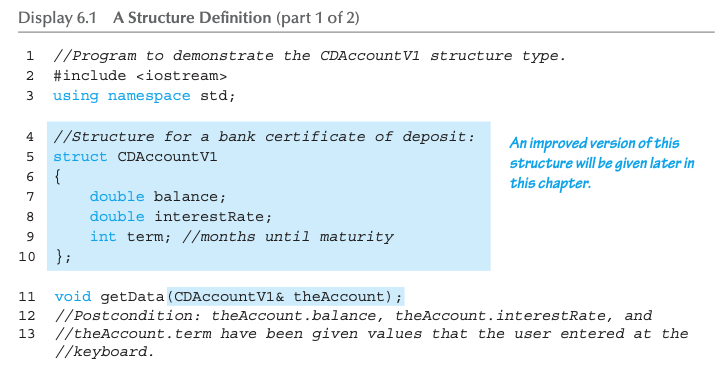 Display 6.1 A Structure Definition (part 1 of 2)
1 //Program to demonstrate the CDAccountV1 structure type.
2 #include <iostream>
3 using namespace std;
4 //Structure for a bank certificate of deposit:
5 struct CDAccountV1
6 {
7 double balance;
8 double interestRate;
9 int term; //months until maturity
10 };
An improved version of this
structure will be given later in
this chapter.
11 void getData(CDAccountV1& theAccount);
12 //Postcondition: theAccount.balance, theAccount.interestRate, and
13 //theAccount.term have been given values that the user entered at the
//keyboard.